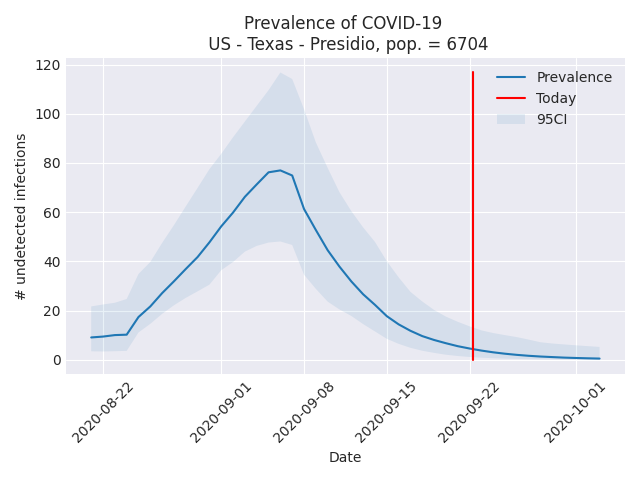 Prevalence of COVID-19
US - Texas - Presidio, pop. = 6704
# undetected infections
120
100
80
60
40
20
0
Prevalence
Today
95CI
2020-08-22
2020-09-01
2020-09-08
2020-09-15
2020-09-22
2020-10-01
Date